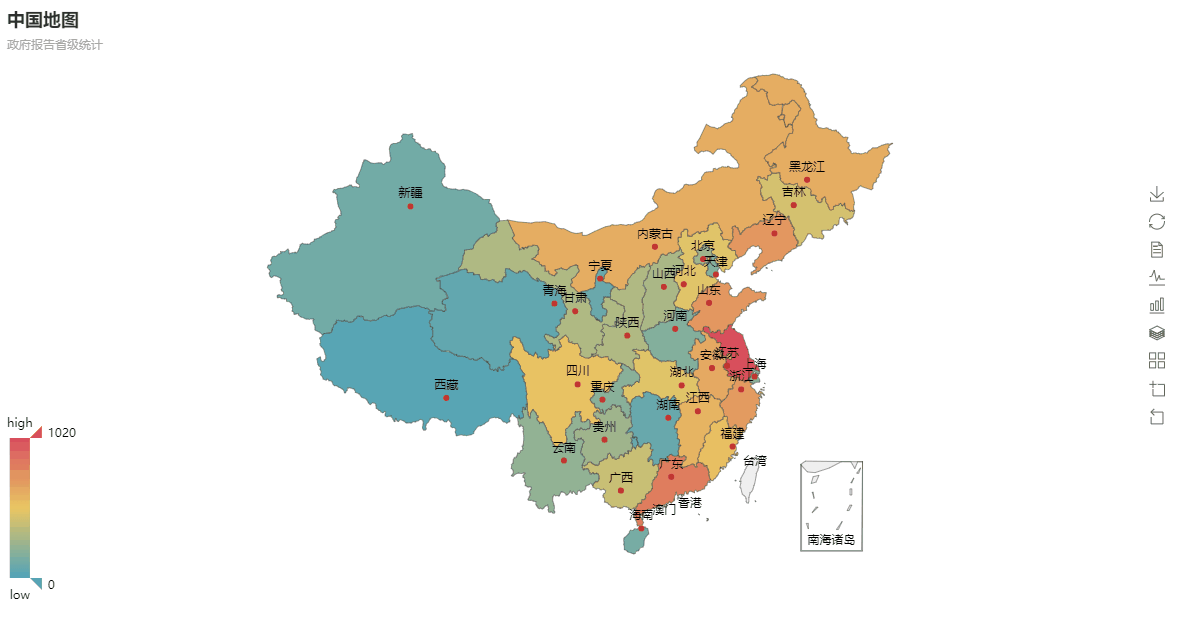 中国地图
政府报告省级统计
黑龙江
吉林
新疆
辽宁
内蒙古
北京
天津
宁夏
山西
河北
青海
甘肃
山东
陕西
河南
江苏
安徽
上海
四川
湖北
浙江
西藏
重庆
江西
湖南
贵州
福建
云南
广东
台湾
广西
香港
澳门
海南
南海诸岛
high
1020
0
low